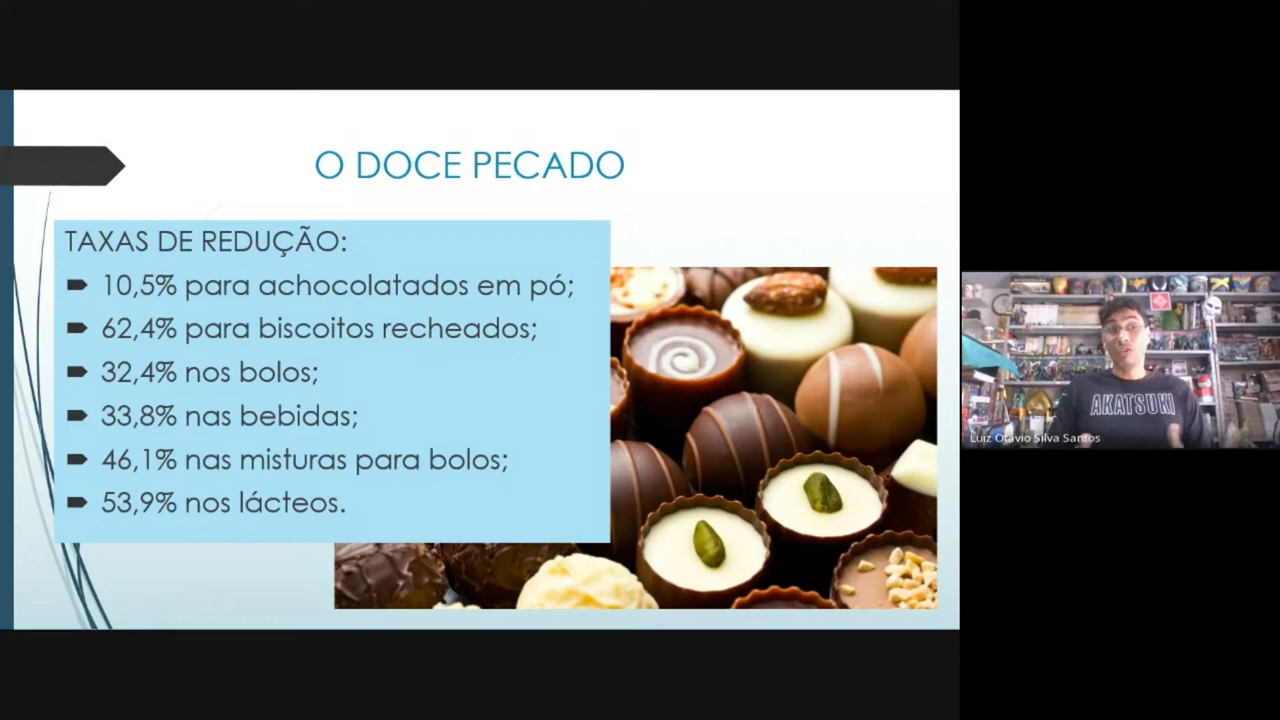 O DOCE PECADO
TAXAS DE REDUÇÃO:
10,5% para achocolatados em pó;
62,4% para biscoitos recheados;
32,4% nos bolos;
33,8% nas bebidas;
46,1% nas misturas para bolos;
53,9% nos lácteos.
AKATSUKI
Luiz Otávio Silva Santos